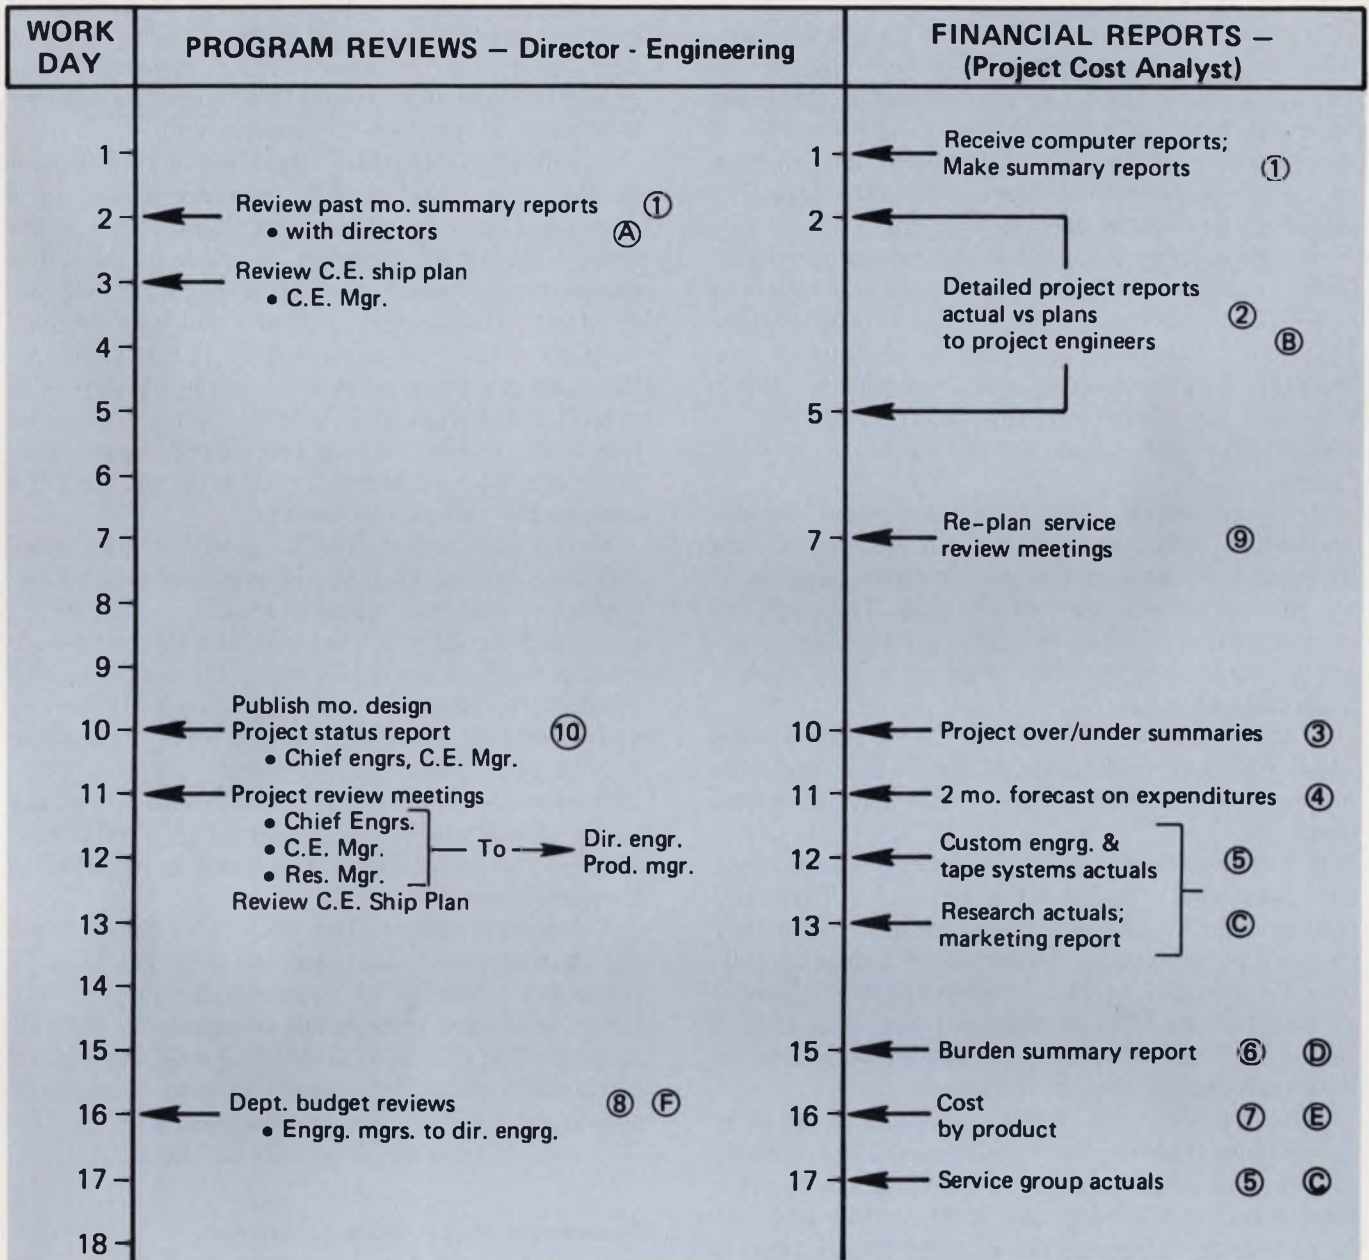 WORK DAY
PROGRAM REVIEWS — Director - Engineering
FINANCIAL REPORTS —
(Project Cost Analyst)
1
1
Receive computer reports;
Make summary reports ①
2
Review past mo. summary reports ①
• with directors Ⓐ
2
3
Review C.E. ship plan
• C.E. Mgr.
Detailed project reports
actual vs plans ②
to project engineers Ⓑ
4
5
5
6
7
7
Re-plan service
review meetings ⑨
8
9
Publish mo. design
10
Project status report ⑩
• Chief engrs, C.E. Mgr.
10
Project over/under summaries ③
11
Project review meetings
• Chief Engrs.
• C.E. Mgr.
• Res. Mgr.
To
Dir. engr.
Prod. mgr.
Review C.E. Ship Plan
11
2 mo. forecast on expenditures ④
12
12
Custom engrg. &
tape systems actuals ⑤
13
13
Research actuals;
marketing report Ⓒ
14
15
15
Burden summary report ⑥ Ⓓ
16
Dept. budget reviews ⑧ Ⓕ
• Engrg. mgrs. to dir. engrg.
16
Cost
by product ⑦ Ⓔ
17
17
Service group actuals ⑤ Ⓒ
18